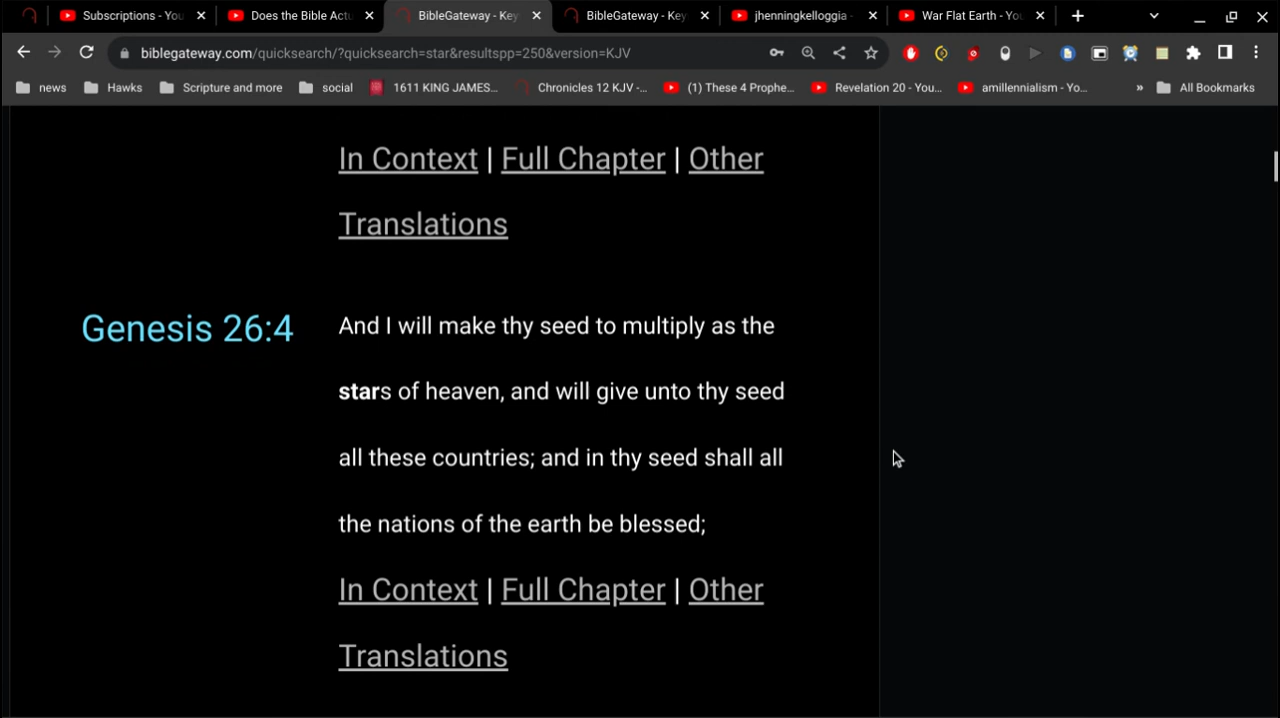 Subscriptions - You
Does the Bible Actu
BibleGateway - Key
BibleGateway - Key
jhenningkelloggia -
War Flat Earth - You
biblegateway.com/quicksearch/?quicksearch=star&resultspp=250&version=KJV
news
Hawks
Scripture and more
social
1611 KING JAMES...
Chronicles 12 KJV -...
(1) These 4 Prophe...
Revelation 20 - You...
amillennialism - Yo...
»
All Bookmarks
In Context | Full Chapter | Other
Translations
Genesis 26:4
And I will make thy seed to multiply as the
stars of heaven, and will give unto thy seed
all these countries; and in thy seed shall all
the nations of the earth be blessed;
In Context | Full Chapter | Other
Translations